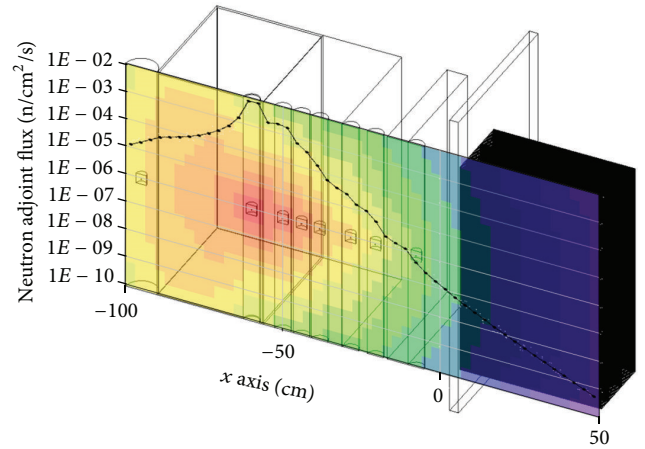 Neutron adjoint flux (n/cm²/s)
1E − 02
1E − 03
1E − 04
1E − 05
1E − 06
1E − 07
1E − 08
1E − 09
1E − 10
−100
−50
0
50
x axis (cm)